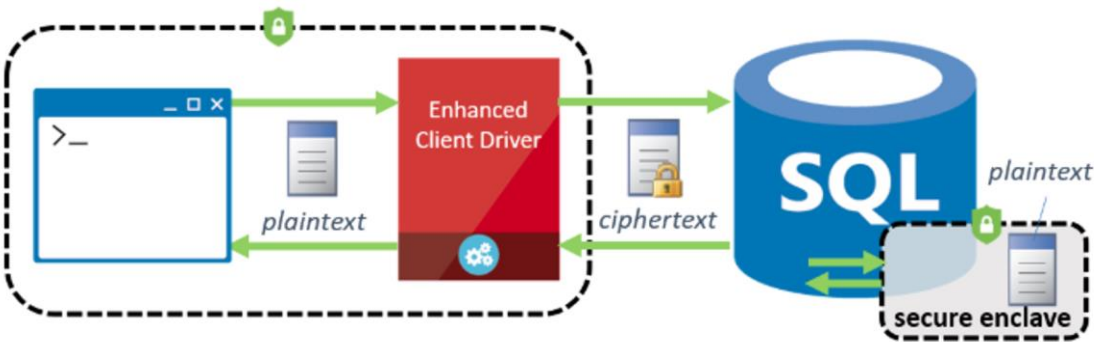 >_
Enhanced
Client Driver
plaintext
ciphertext
SQL
plaintext
secure enclave